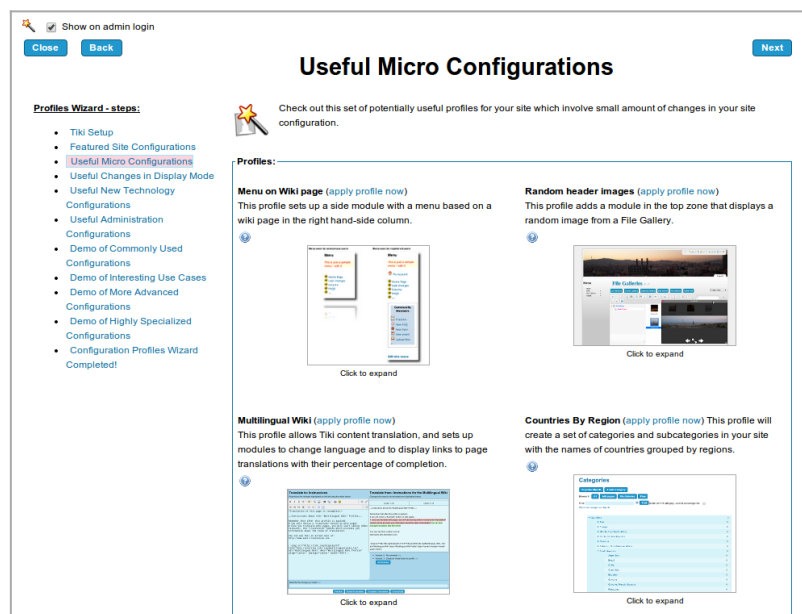 Show on admin login
Close
Back
Next
Useful Micro Configurations
Profiles Wizard - steps:
Tiki Setup
Featured Site Configurations
Useful Micro Configurations
Useful Changes in Display Mode
Useful New Technology
Configurations
Useful Administration
Configurations
Demo of Commonly Used
Configurations
Demo of Interesting Use Cases
Demo of More Advanced
Configurations
Demo of Highly Specialized
Configurations
Configuration Profiles Wizard
Completed!
Check out this set of potentially useful profiles for your site which involve small amount of changes in your site
configuration.
Profiles:
Menu on Wiki page (apply profile now)
This profile sets up a side module with a menu based on a
wiki page in the right hand-side column.
Menu
Menu
Click to expand
Random header images (apply profile now)
This profile adds a module in the top zone that displays a
random image from a File Gallery.
File Galleries
Click to expand
Multilingual Wiki (apply profile now)
This profile allows Tiki content translation, and sets up
modules to change language and to display links to page
translations with their percentage of completion.
Click to expand
Countries By Region (apply profile now) This profile will
create a set of categories and subcategories in your site
with the names of countries grouped by regions.
Categories
Click to expand